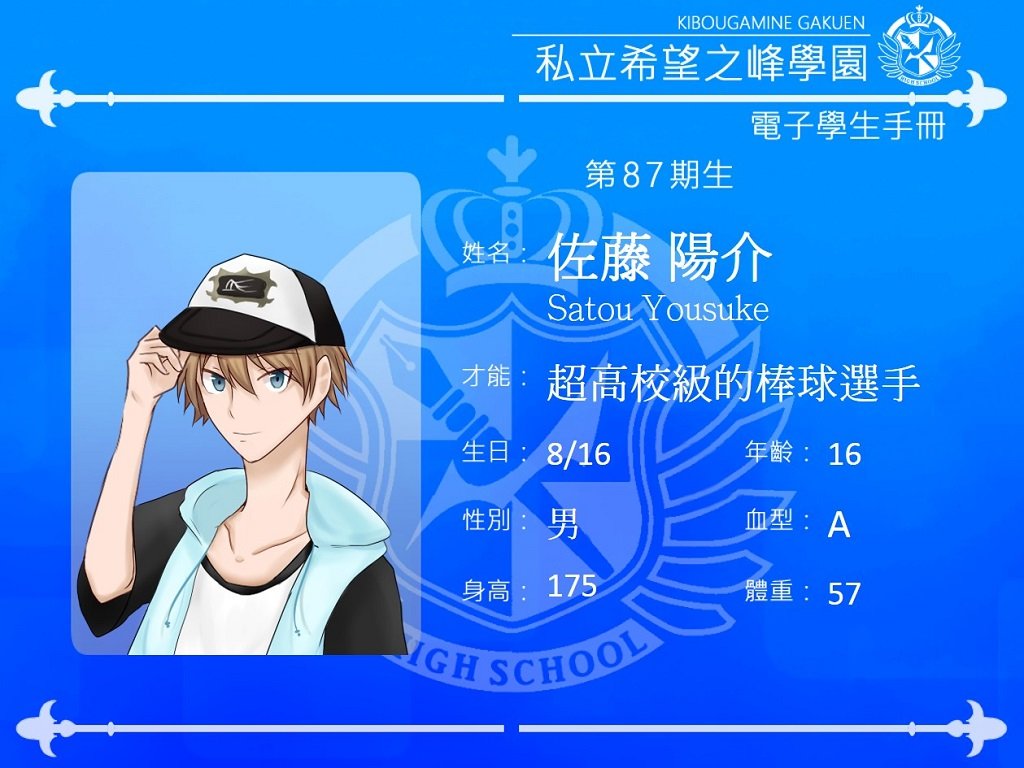 KIBOUGAMINE GAKUEN
私立希望之峰學園
HIGH SCHOOL
電子學生手冊
第87期生
姓名： 佐藤 陽介
Satou Yousuke
才能： 超高校級的棒球選手
生日： 8/16 年齡： 16
性別： 男 血型： A
身高： 175 體重： 57
HIGH SCHOOL